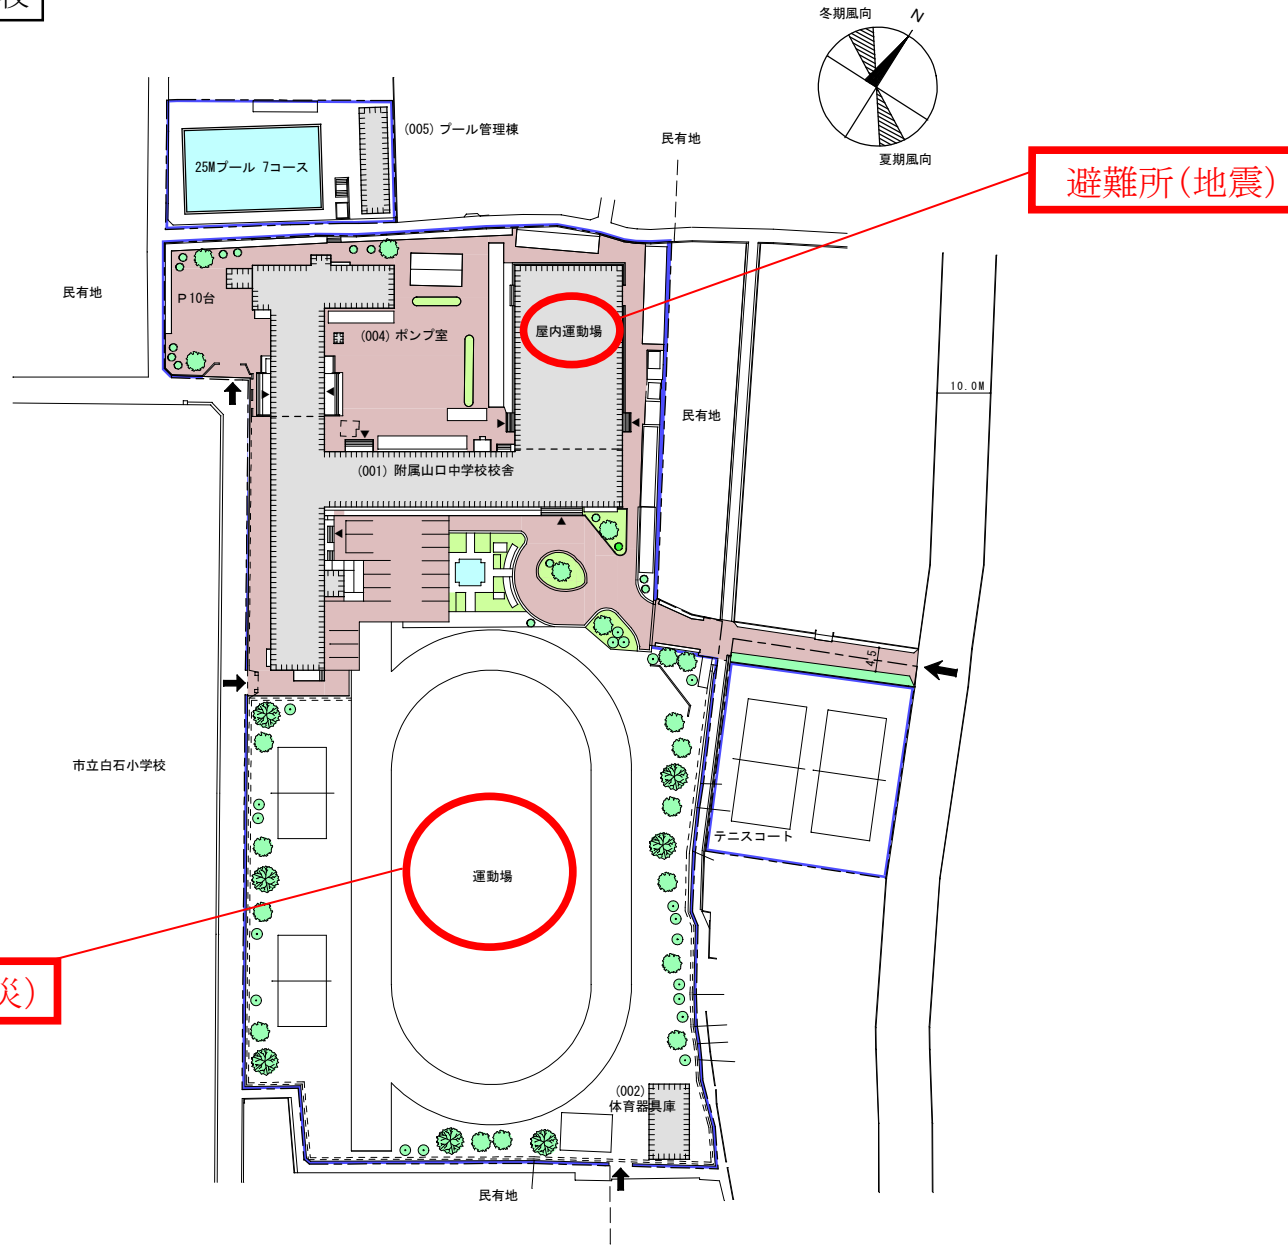 校
冬期風向
N
夏期風向
(005) プール管理棟
民有地
避難所(地震)
25Mプール 7コース
民有地
P10台
(004) ポンプ室
屋内運動場
10.0M
民有地
(001) 附属山口中学校校舎
4.5
市立白石小学校
テニスコート
運動場
災)
(002)
体育器具庫
民有地